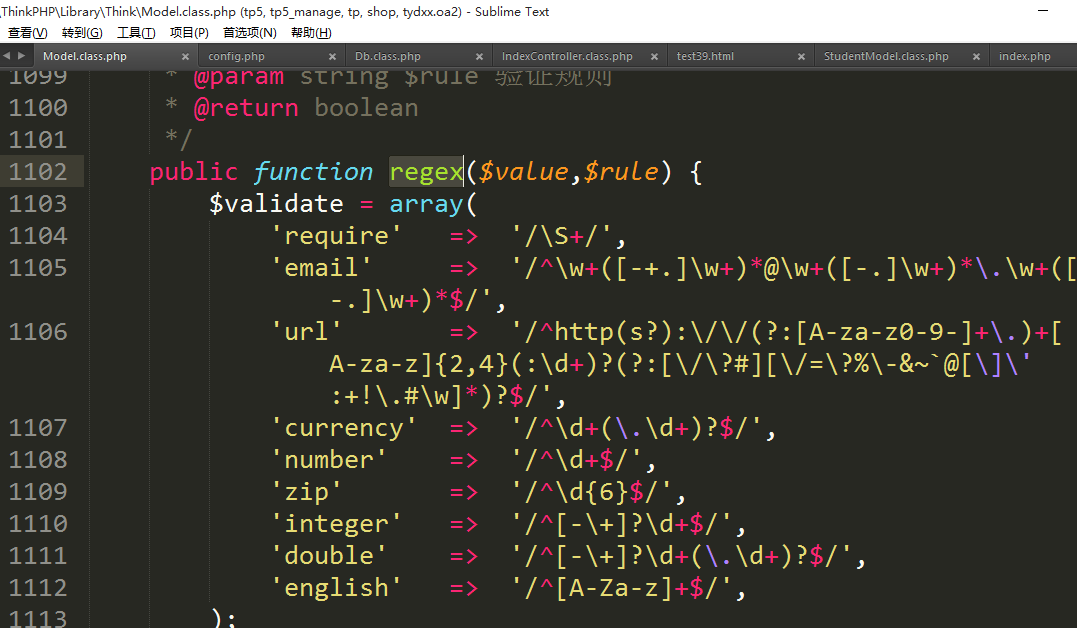 ThinkPHP\Library\Think\Model.class.php (tp5, tp5_manage, tp, shop, tydxx.oa2) - Sublime Text
查看(V) 转到(G) 工具(T) 项目(P) 首选项(N) 帮助(H)
Model.class.php × config.php × Db.class.php × IndexController.class.php × test39.html × StudentModel.class.php × index.php
1099 * @param string $rule 验证规则
1100 * @return boolean
1101 */
1102 public function regex($value,$rule) {
1103 $validate = array(
1104 'require' => '/\S+/',
1105 'email' => '/^\w+([-+.]\w+)*@\w+([-.]\w+)*\.\w+([
-.]\w+)*$/',
1106 'url' => '/^http(s?):\/\/(?:[A-za-z0-9-]+\.)+[
A-za-z]{2,4}(:\d+)?(?:[\/\?#][\/=\?%\-&~`@[\]\'
:+!\.#\w]*)?$/',
1107 'currency' => '/^\d+(\.\d+)?$/',
1108 'number' => '/^\d+$/',
1109 'zip' => '/^\d{6}$/',
1110 'integer' => '/^[-\+]?\d+$/',
1111 'double' => '/^[-\+]?\d+(\.\d+)?$/',
1112 'english' => '/^[A-Za-z]+$/',
1113 );